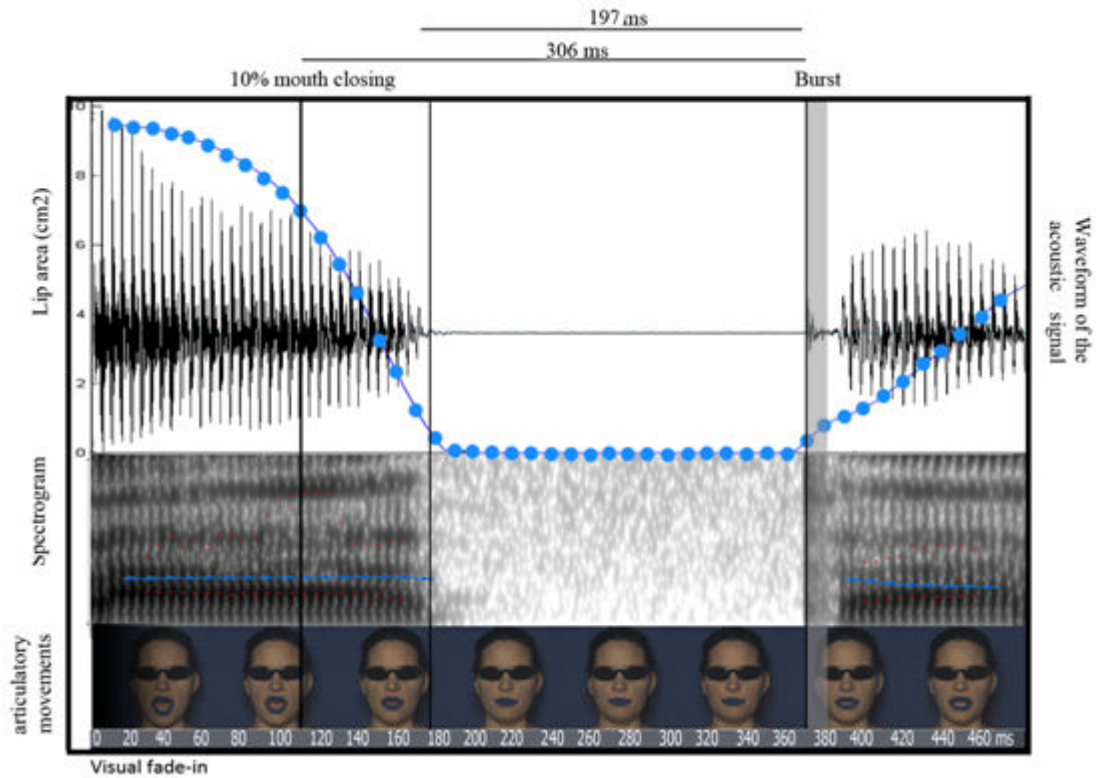 197 ms
306 ms
10% mouth closing
Burst
Lip area (cm2)
8
6
4
2
0
Waveform of the
acoustic signal
Spectrogram
articulatory
movements
0 20 40 60 80 100 120 140 160 180 200 220 240 260 280 300 320 340 360 380 400 420 440 460 ms
Visual fade-in